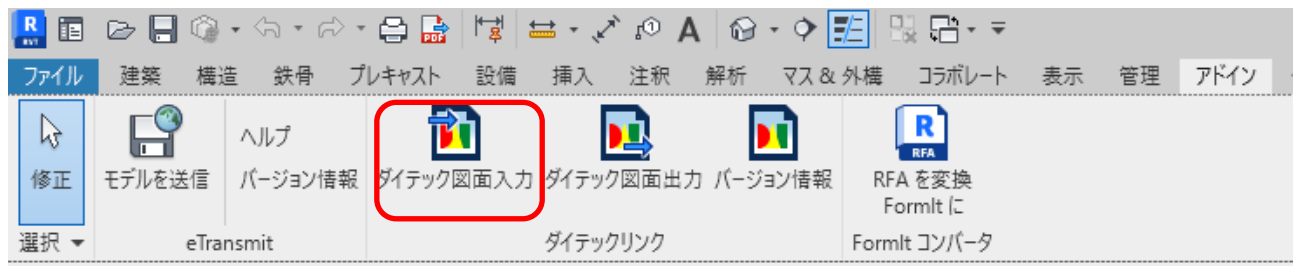 R
RVT
PDF
1
A
ファイル 建築 構造 鉄骨 プレキャスト 設備 挿入 注釈 解析 マス & 外構 コラボレート 表示 管理 アドイン
修正 モデルを送信 ヘルプ バージョン情報 ダイテック図面入力 ダイテック図面出力 バージョン情報 R RFA RFA を変換 FormIt に
選択 eTransmit ダイテックリンク FormIt コンバータ